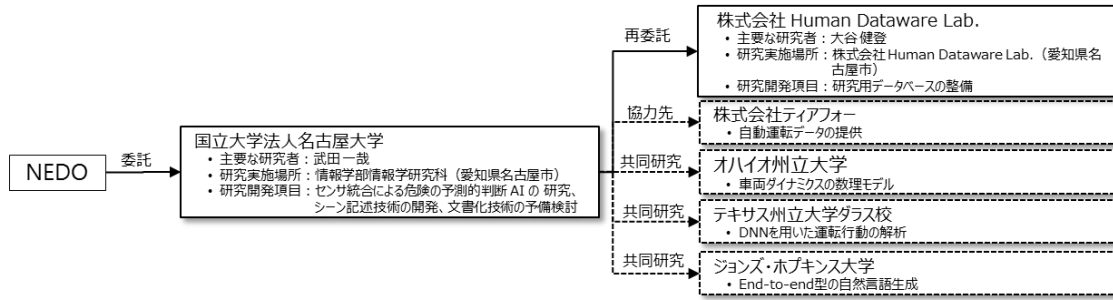 NEDO
委託
国立大学法人名古屋大学
• 主要な研究者：武田一哉
• 研究実施場所：情報学部情報学研究科（愛知県名古屋市）
• 研究開発項目：センサ統合による危険の予測的判断 AI の 研究、
シーン記述技術の開発、文書化技術の予備検討
再委託
株式会社 Human Dataware Lab.
• 主要な研究者：大谷健登
• 研究実施場所：株式会社 Human Dataware Lab.（愛知県名
古屋市）
• 研究開発項目：研究用データベースの整備
協力先
株式会社ティアフォー
• 自動運転データの提供
共同研究
オハイオ州立大学
• 車両ダイナミクスの数理モデル
共同研究
テキサス州立大学ダラス校
• DNNを用いた運転行動の解析
共同研究
ジョンズ・ホプキンス大学
• End-to-end型の自然言語生成